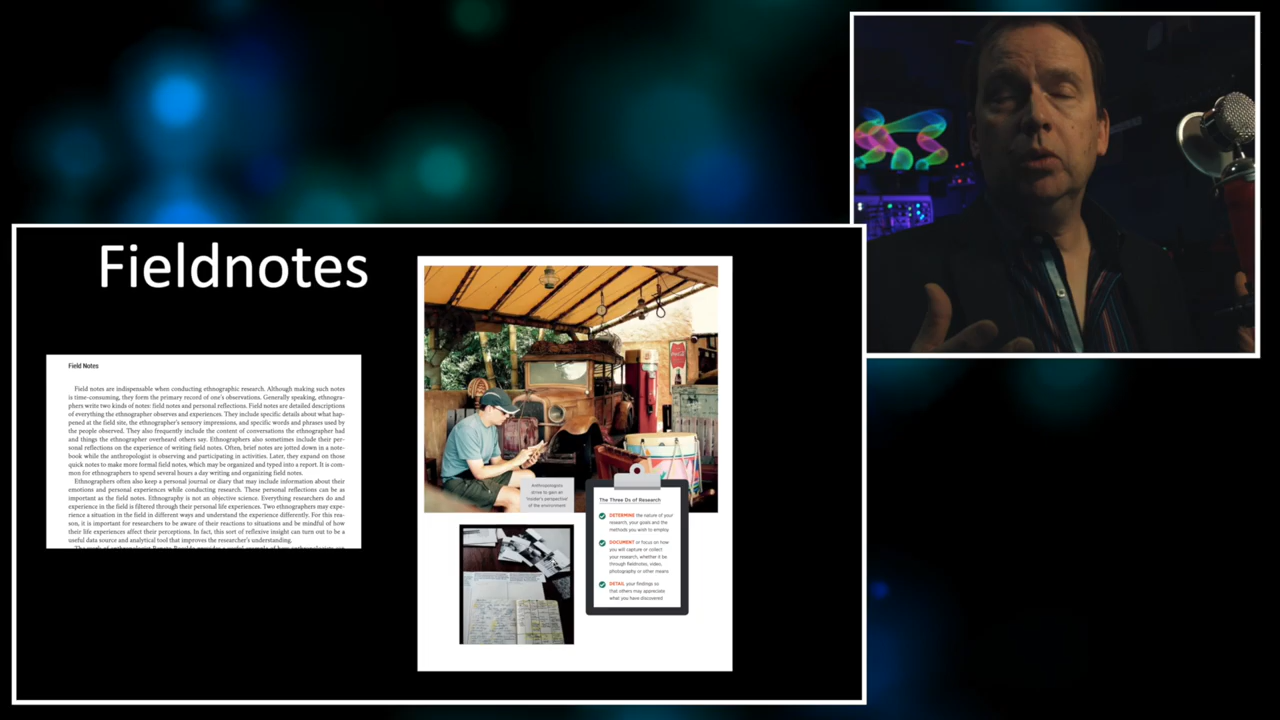 Fieldnotes
Field Notes
Field notes are indispensable when conducting ethnographic research. Although making such notes
is time-consuming, they form the primary record of one's observations. Generally speaking, ethnogra-
phers write two kinds of notes: field notes and personal reflections. Field notes are detailed descriptions
of everything the ethnographer observes and experiences. They include specific details about what hap-
pened at the field site, the ethnographer's sensory impressions, and specific words and phrases used by
the people observed. They also frequently include the content of conversations the ethnographer had
and things the ethnographer overheard others say. Ethnographers also sometimes include their per-
sonal reflections on the experience of writing field notes. Often, brief notes are jotted down in a note-
book while the anthropologist is observing and participating in activities. Later, they expand on those
quick notes to make more formal field notes, which may be organized and typed into a report. It is com-
mon for ethnographers to spend several hours a day writing and organizing field notes.
Ethnographers often also keep a personal journal or diary that may include information about their
emotions and personal experiences while conducting research. These personal reflections can be as
important as the field notes. Ethnography is not an objective science. Everything researchers do and
experience in the field is filtered through their personal life experiences. Two ethnographers may expe-
rience a situation in the field in different ways and understand the experience differently. For this rea-
son, it is important for researchers to be aware of their reactions to situations and be mindful of how
their life experiences affect their perceptions. In fact, this sort of reflexive insight can turn out to be a
useful data source and analytical tool that improves the researcher's understanding.
Anthropologists
strive to gain an
insider's perspective
of the environment
The Three Ds of Research
DETERMINE the nature of your
research, your goals and the
methods you wish to employ
DOCUMENT or focus on how
you will capture or collect
your research, whether it be
through fieldnotes, video,
photography or other means
DETAIL your findings so
that others may appreciate
what you have discovered